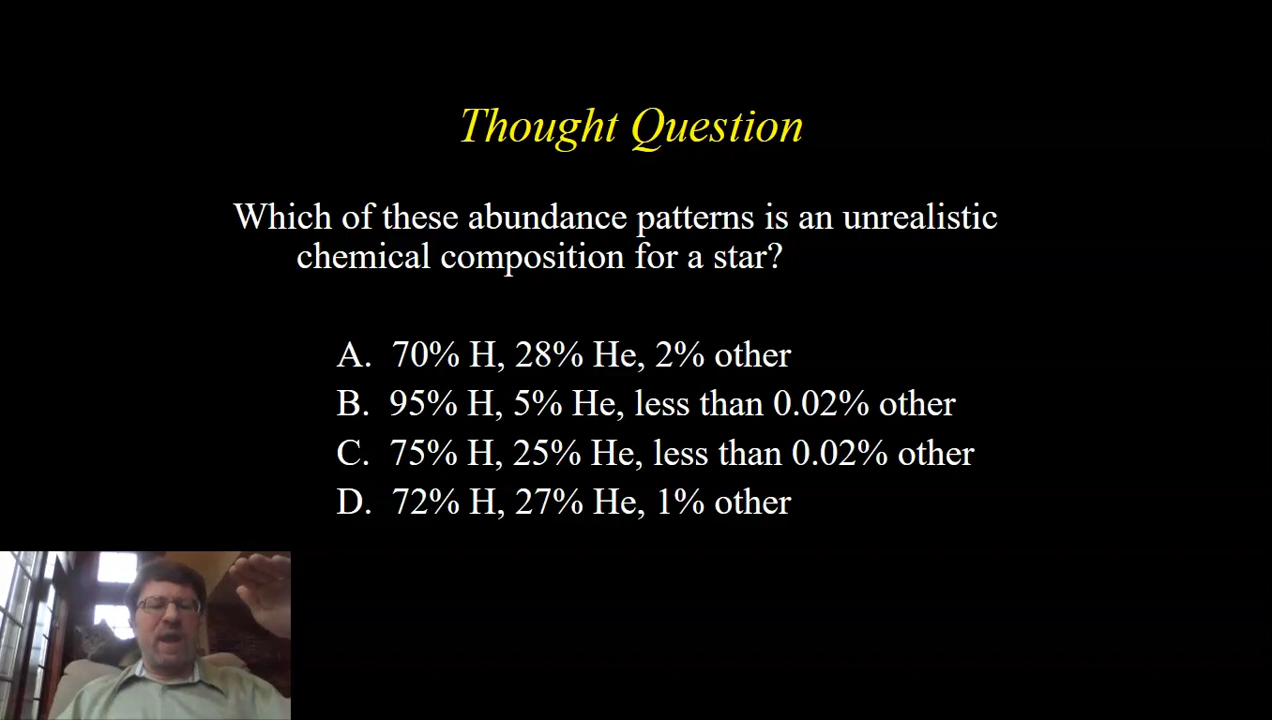 Thought Question
Which of these abundance patterns is an unrealistic
chemical composition for a star?
A. 70% H, 28% He, 2% other
B. 95% H, 5% He, less than 0.02% other
C. 75% H, 25% He, less than 0.02% other
D. 72% H, 27% He, 1% other